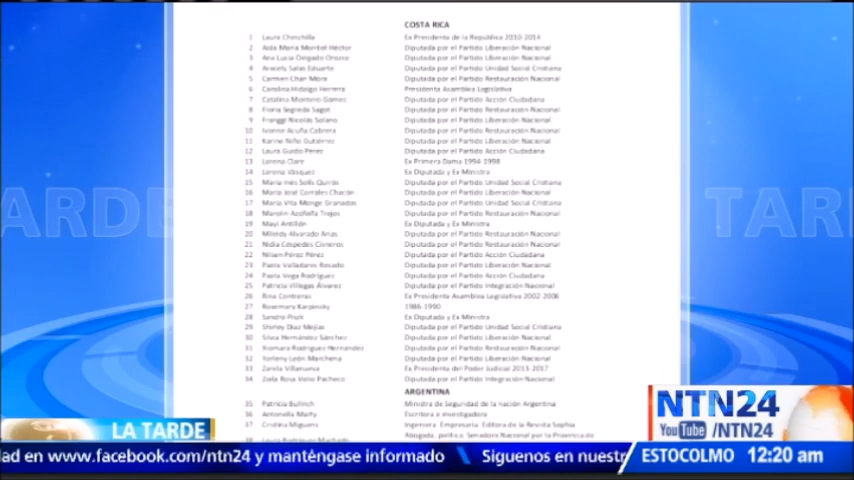 COSTA RICA
1 Laura Chinchilla Ex Presidente de la República 2010-2014
2 Aida María Montiel Héctor Diputada por el Partido Liberación Nacional
3 Ana Lucía Delgado Orozco Diputada por el Partido Liberación Nacional
4 Aracely Salas Eduarte Diputada por el Partido Unidad Social Cristiana
5 Carmen Chan Mora Diputada por el Partido Restauración Nacional
6 Carolina Hidalgo Herrera Presidenta Asamblea Legislativa
7 Catalina Montero Gómez Diputada por el Partido Acción Ciudadana
8 Floria Segreda Sagot Diputada por el Partido Restauración Nacional
9 Franggi Nicolás Solano Diputada por el Partido Liberación Nacional
10 Ivonne Acuña Cabrera Diputada por el Partido Restauración Nacional
11 Karine Niño Gutiérrez Diputada por el Partido Liberación Nacional
12 Laura Guido Pérez Diputada por el Partido Acción Ciudadana
13 Lorena Clare Ex Primera Dama 1994-1998
14 Lorena Vásquez Ex Diputada y Ex Ministra
15 María Inés Solís Quirós Diputada por el Partido Unidad Social Cristiana
16 María José Corrales Chacón Diputada por el Partido Liberación Nacional
17 María Vita Monge Granados Diputada por el Partido Unidad Social Cristiana
18 Marolin Azofeifa Trejos Diputada por el Partido Restauración Nacional
19 Mayi Antillón Ex Diputada y Ex Ministra
20 Mileidy Alvarado Arias Diputada por el Partido Restauración Nacional
21 Nidia Céspedes Cisneros Diputada por el Partido Restauración Nacional
22 Nilsen Pérez Pérez Diputada por el Partido Acción Ciudadana
23 Paola Valladares Rosado Diputada por el Partido Liberación Nacional
24 Paola Vega Rodríguez Diputada por el Partido Acción Ciudadana
25 Patricia Villegas Álvarez Diputada por el Partido Integración Nacional
26 Rina Contreras Ex Presidenta Asamblea Legislativa 2002-2006
27 Rosemary Karpinsky 1986-1990
28 Sandra Piszk Ex Diputada y Ex Ministra
29 Shirley Díaz Mejías Diputada por el Partido Unidad Social Cristiana
30 Silvia Hernández Sánchez Diputada por el Partido Liberación Nacional
31 Xiomara Rodríguez Hernández Diputada por el Partido Restauración Nacional
32 Yorleny León Marchena Diputada por el Partido Liberación Nacional
33 Zarela Villanueva Ex Presidenta del Poder Judicial 2013-2017
34 Zoila Rosa Volio Pacheco Diputada por el Partido Integración Nacional
ARGENTINA
35 Patricia Bullrich Ministra de Seguridad de la nación Argentina
36 Antonella Marty Escritora e investigadora
37 Cristina Miguens Ingeniera. Empresaria. Editora de la Revista Sophia
Abogada, político. Senadora Nacional por la Provincia de
38 Laura Rodríguez Machado
ARDE
TAR
LA TARDE
NTN24
YouTube /NTN24
dad en www.facebook.com/ntn24 y manténgase informado
Siguenos en nuestr
ESTOCOLMO 12:20 am